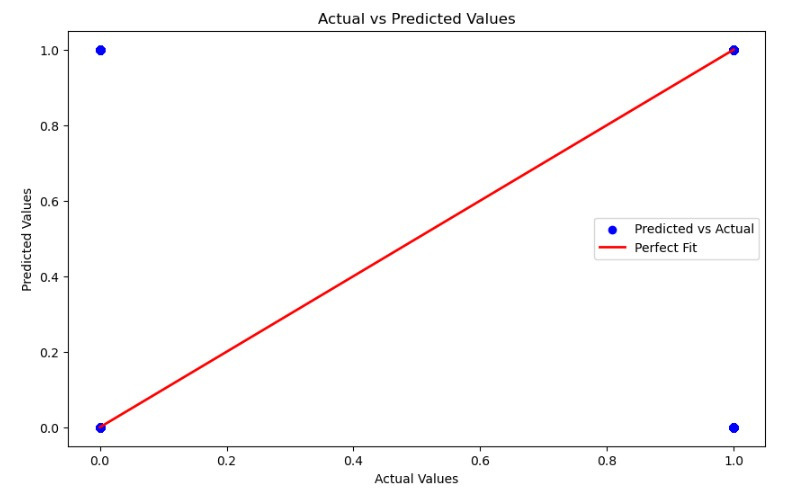 Actual vs Predicted Values
1.0
0.8
0.6
0.4
0.2
0.0
Predicted Values
Predicted vs Actual
Perfect Fit
0.0 0.2 0.4 0.6 0.8 1.0
Actual Values